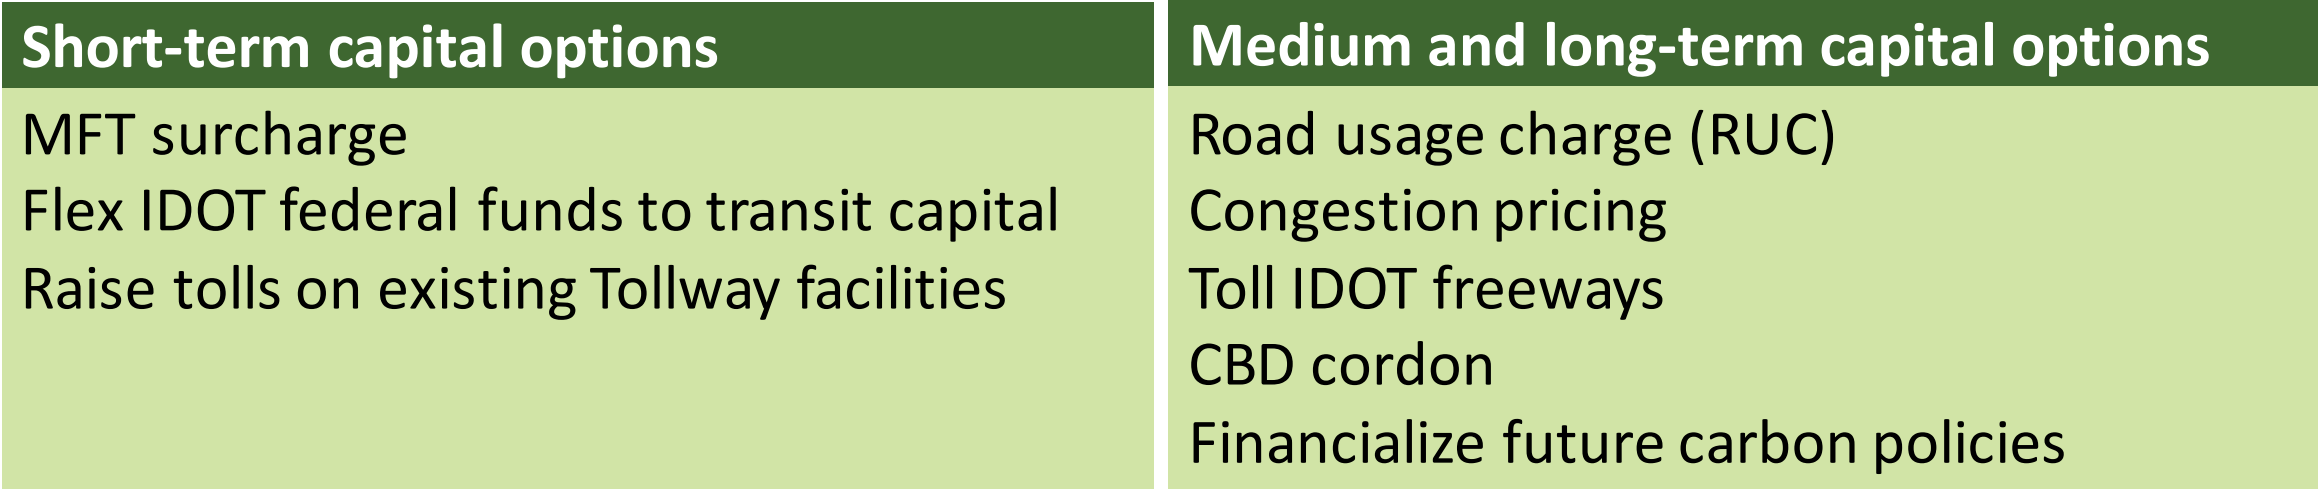 Short-term capital options
MFT surcharge
Flex IDOT federal funds to transit capital
Raise tolls on existing Tollway facilities
Medium and long-term capital options
Road usage charge (RUC)
Congestion pricing
Toll IDOT freeways
CBD cordon
Financialize future carbon policies